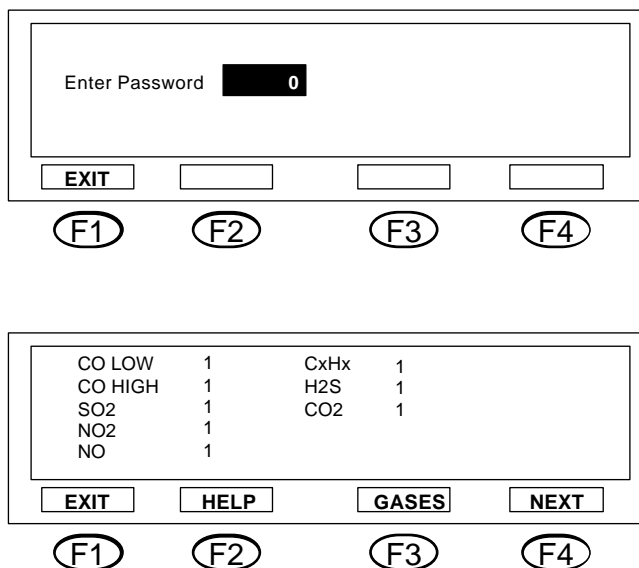 Enter Password 0
EXIT
F1 F2 F3 F4
CO LOW 1 CxHx 1
CO HIGH 1 H2S 1
SO2 1 CO2 1
NO2 1
NO 1
EXIT HELP GASES NEXT
F1 F2 F3 F4